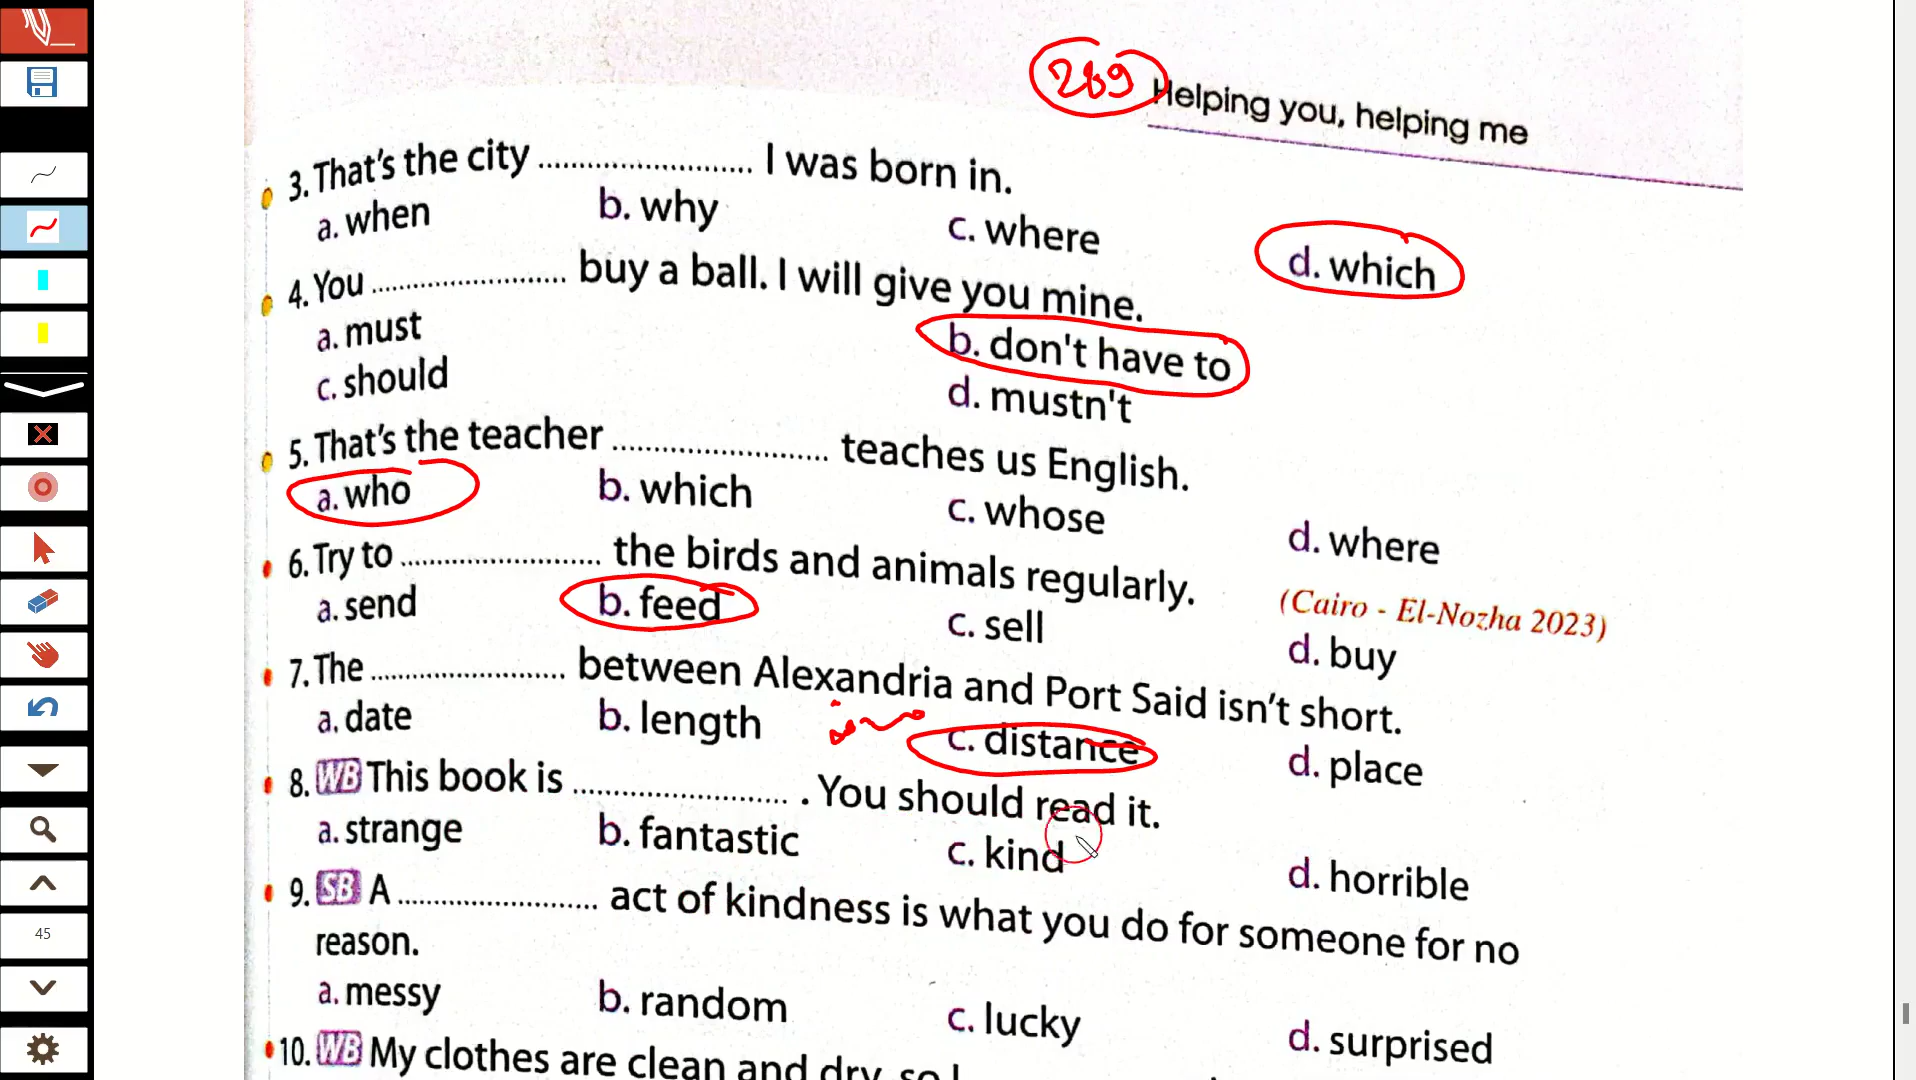 289 Helping you, helping me
3. That's the city .......................... I was born in.
a. when b. why c. where d. which
4. You ........................ buy a ball. I will give you mine.
a. must b. don't have to
c. should d. mustn't
5. That's the teacher ........................... teaches us English.
a. who b. which c. whose d. where
6. Try to ......................... the birds and animals regularly.
(Cairo - El-Nozha 2023)
a. send b. feed c. sell d. buy
7. The ........................ between Alexandria and Port Said isn't short.
a. date b. length c. distance d. place
8. WB This book is ........................... . You should read it.
a. strange b. fantastic c. kind d. horrible
9. SB A ......................... act of kindness is what you do for someone for no
reason.
a. messy b. random c. lucky d. surprised
10. WB My clothes are clean and dry, so I
45